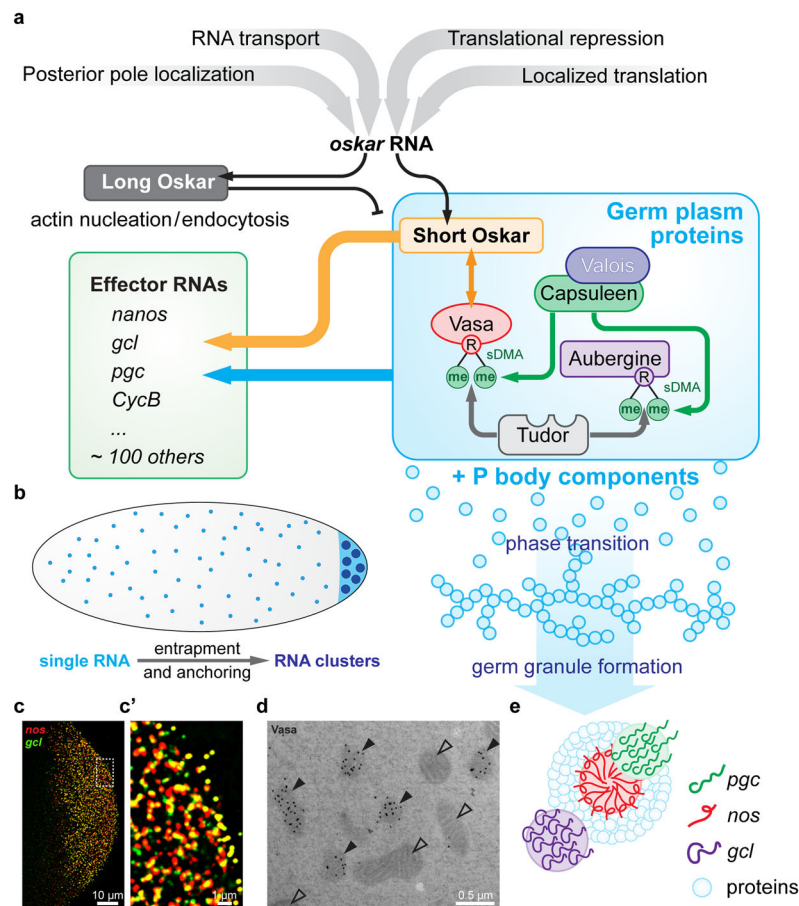 a
RNA transport
Translational repression
Posterior pole localization
Localized translation
oskar RNA
Long Oskar
actin nucleation/endocytosis
Germ plasm
proteins
Short Oskar
Valois
Capsuleen
Effector RNAs
nanos
gcl
pgc
CycB
...
~ 100 others
Vasa
R
sDMA
me me
Aubergine
R
sDMA
me me
Tudor
+ P body components
b
phase transition
single RNA
entrapment
and anchoring
RNA clusters
germ granule formation
c
nos
gcl
10 µm
c'
1 µm
d
Vasa
0.5 µm
e
pgc
nos
gcl
proteins